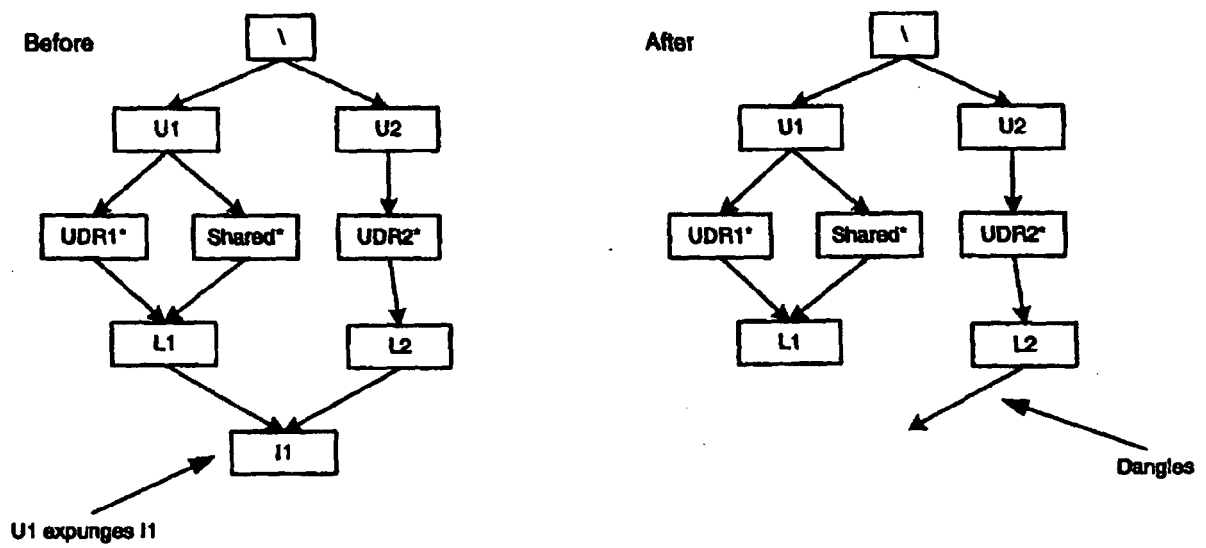 Before
\
U1
U2
UDR1*
Shared*
UDR2*
L1
L2
I1
U1 expunges I1
After
\
U1
U2
UDR1*
Shared*
UDR2*
L1
L2
Dangles